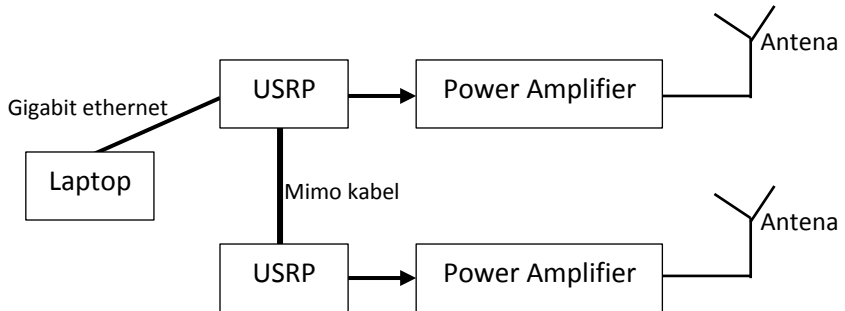 Antena
USRP
Power Amplifier
Gigabit ethernet
Laptop
Mimo kabel
Antena
USRP
Power Amplifier